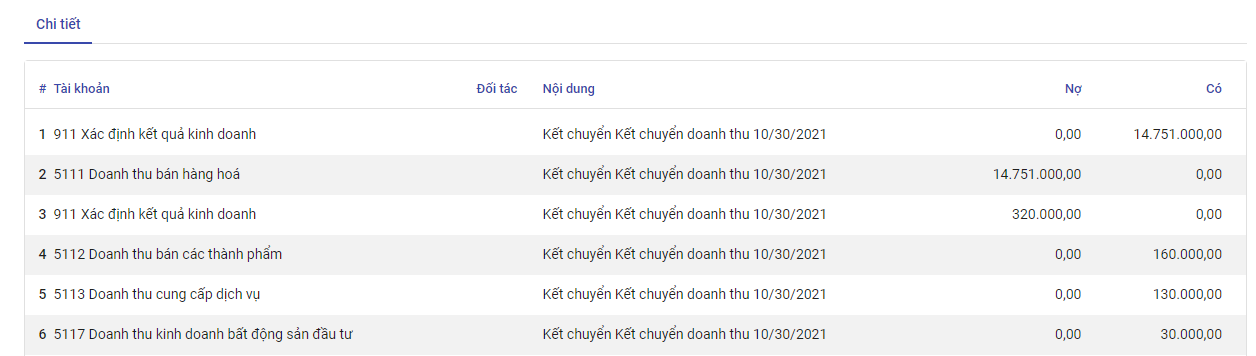 Chi tiết
# Tài khoản Đối tác Nội dung Nợ Có
1 911 Xác định kết quả kinh doanh Kết chuyển Kết chuyển doanh thu 10/30/2021 0,00 14.751.000,00
2 5111 Doanh thu bán hàng hoá Kết chuyển Kết chuyển doanh thu 10/30/2021 14.751.000,00 0,00
3 911 Xác định kết quả kinh doanh Kết chuyển Kết chuyển doanh thu 10/30/2021 320.000,00 0,00
4 5112 Doanh thu bán các thành phẩm Kết chuyển Kết chuyển doanh thu 10/30/2021 0,00 160.000,00
5 5113 Doanh thu cung cấp dịch vụ Kết chuyển Kết chuyển doanh thu 10/30/2021 0,00 130.000,00
6 5117 Doanh thu kinh doanh bất động sản đầu tư Kết chuyển Kết chuyển doanh thu 10/30/2021 0,00 30.000,00